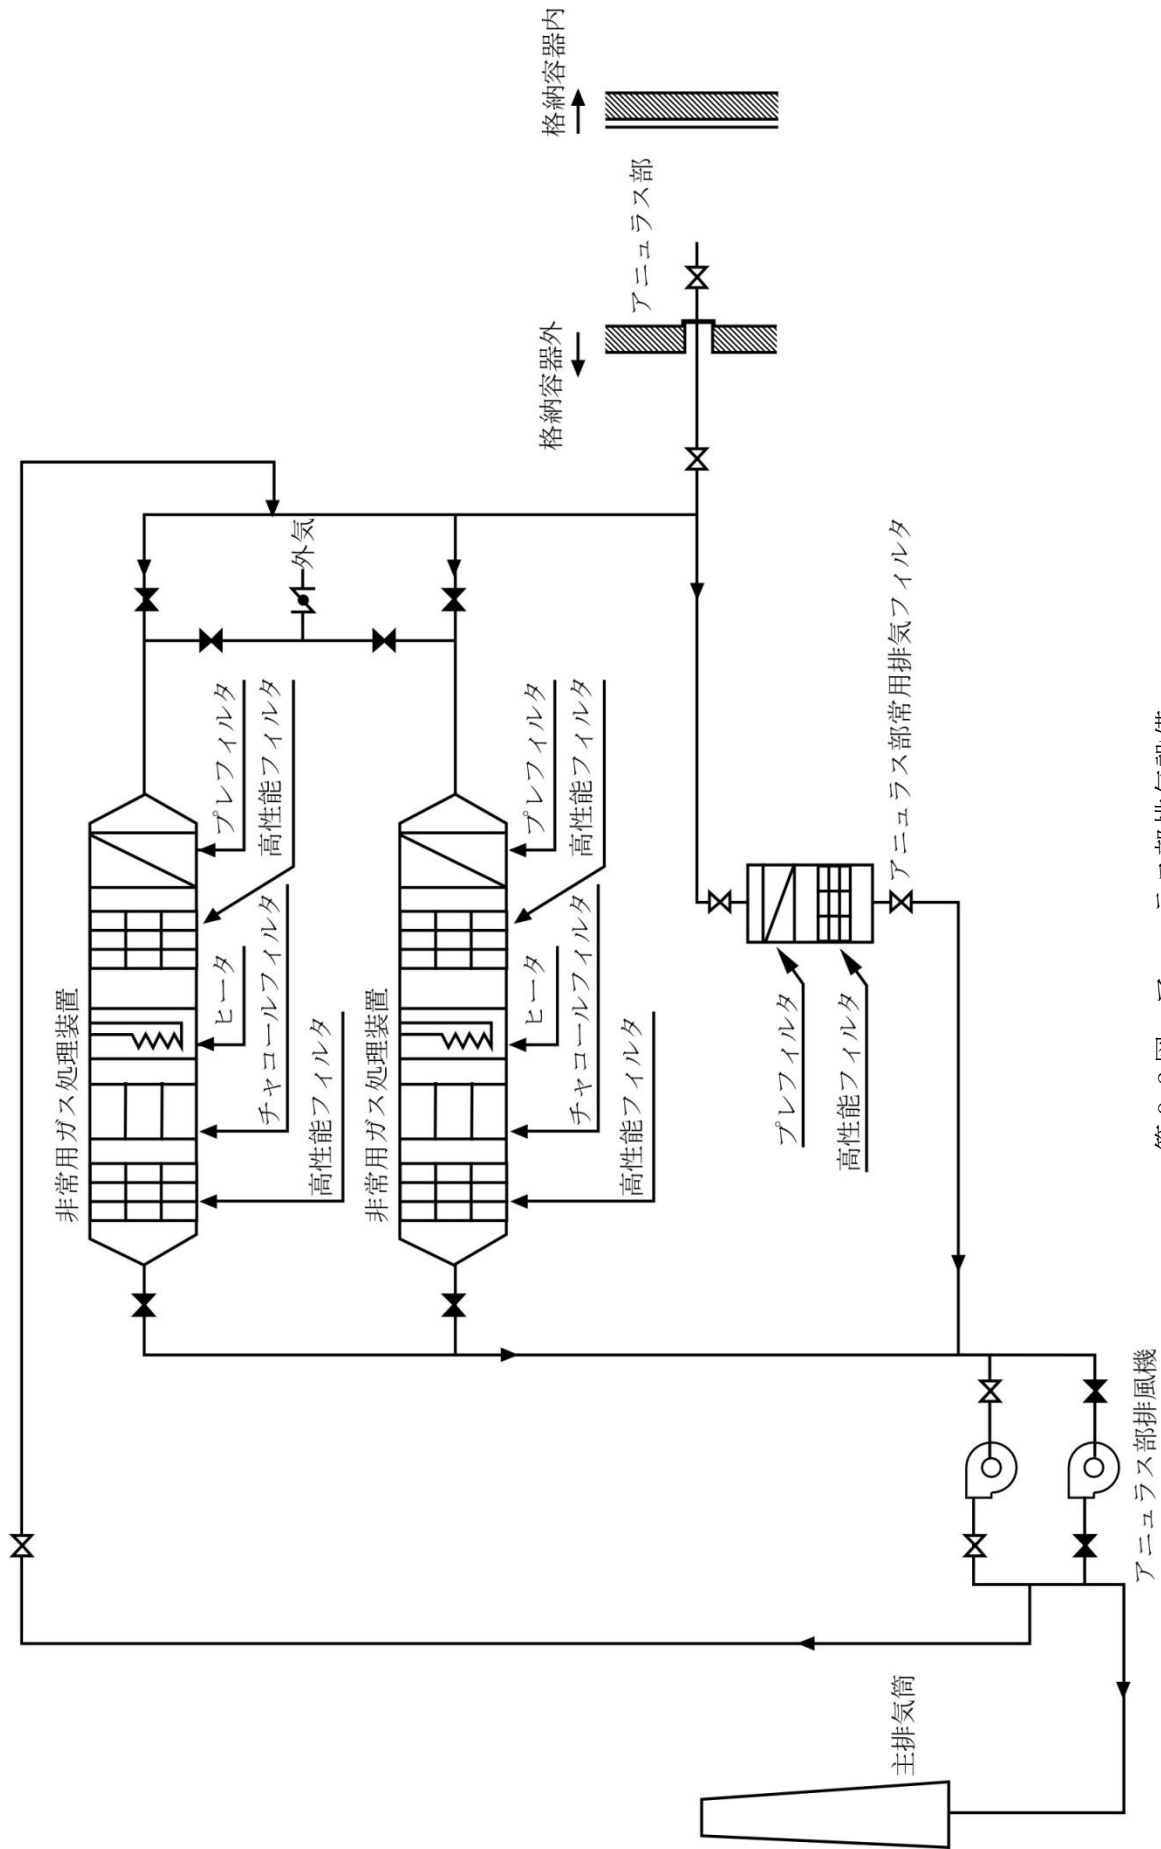 非常用ガス処理装置
ヒータ
プレフィルタ
チャコールフィルタ
高性能フィルタ
外気
高性能フィルタ
非常用ガス処理装置
ヒータ
プレフィルタ
格納容器外
格納容器内
チャコールフィルタ
高性能フィルタ
高性能フィルタ
アニュラス部
プレフィルタ
高性能フィルタ
主排気筒
アニュラス部常用排気フィルタ
アニュラス部排風機